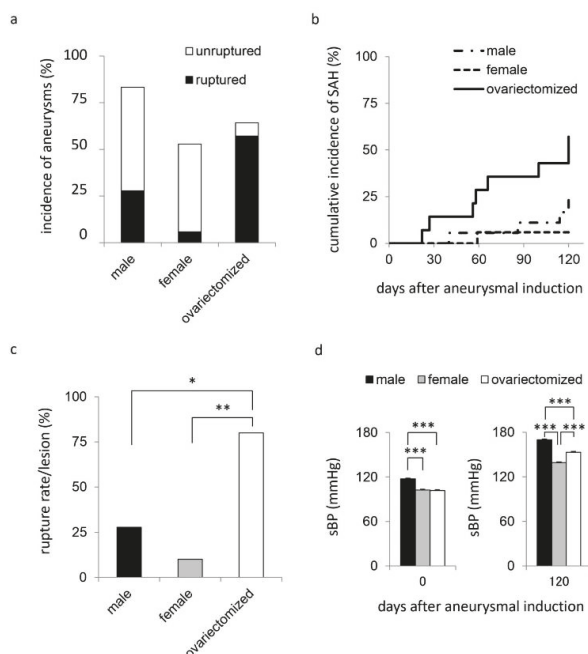 a
incidence of aneurysms (%)
100
75
50
25
0
unruptured
ruptured
male
female
ovariectomized
b
cumulative incidence of SAH (%)
100
75
50
25
0
male
female
ovariectomized
0 30 60 90 120
days after aneurysmal induction
c
rupture rate/lesion (%)
100
75
50
25
0
*
**
male
female
ovariectomized
d
male female ovariectomized
sBP (mmHg)
180
120
60
0
***
***
0
sBP (mmHg)
180
120
60
0
***
*** ***
120
days after aneurysmal induction